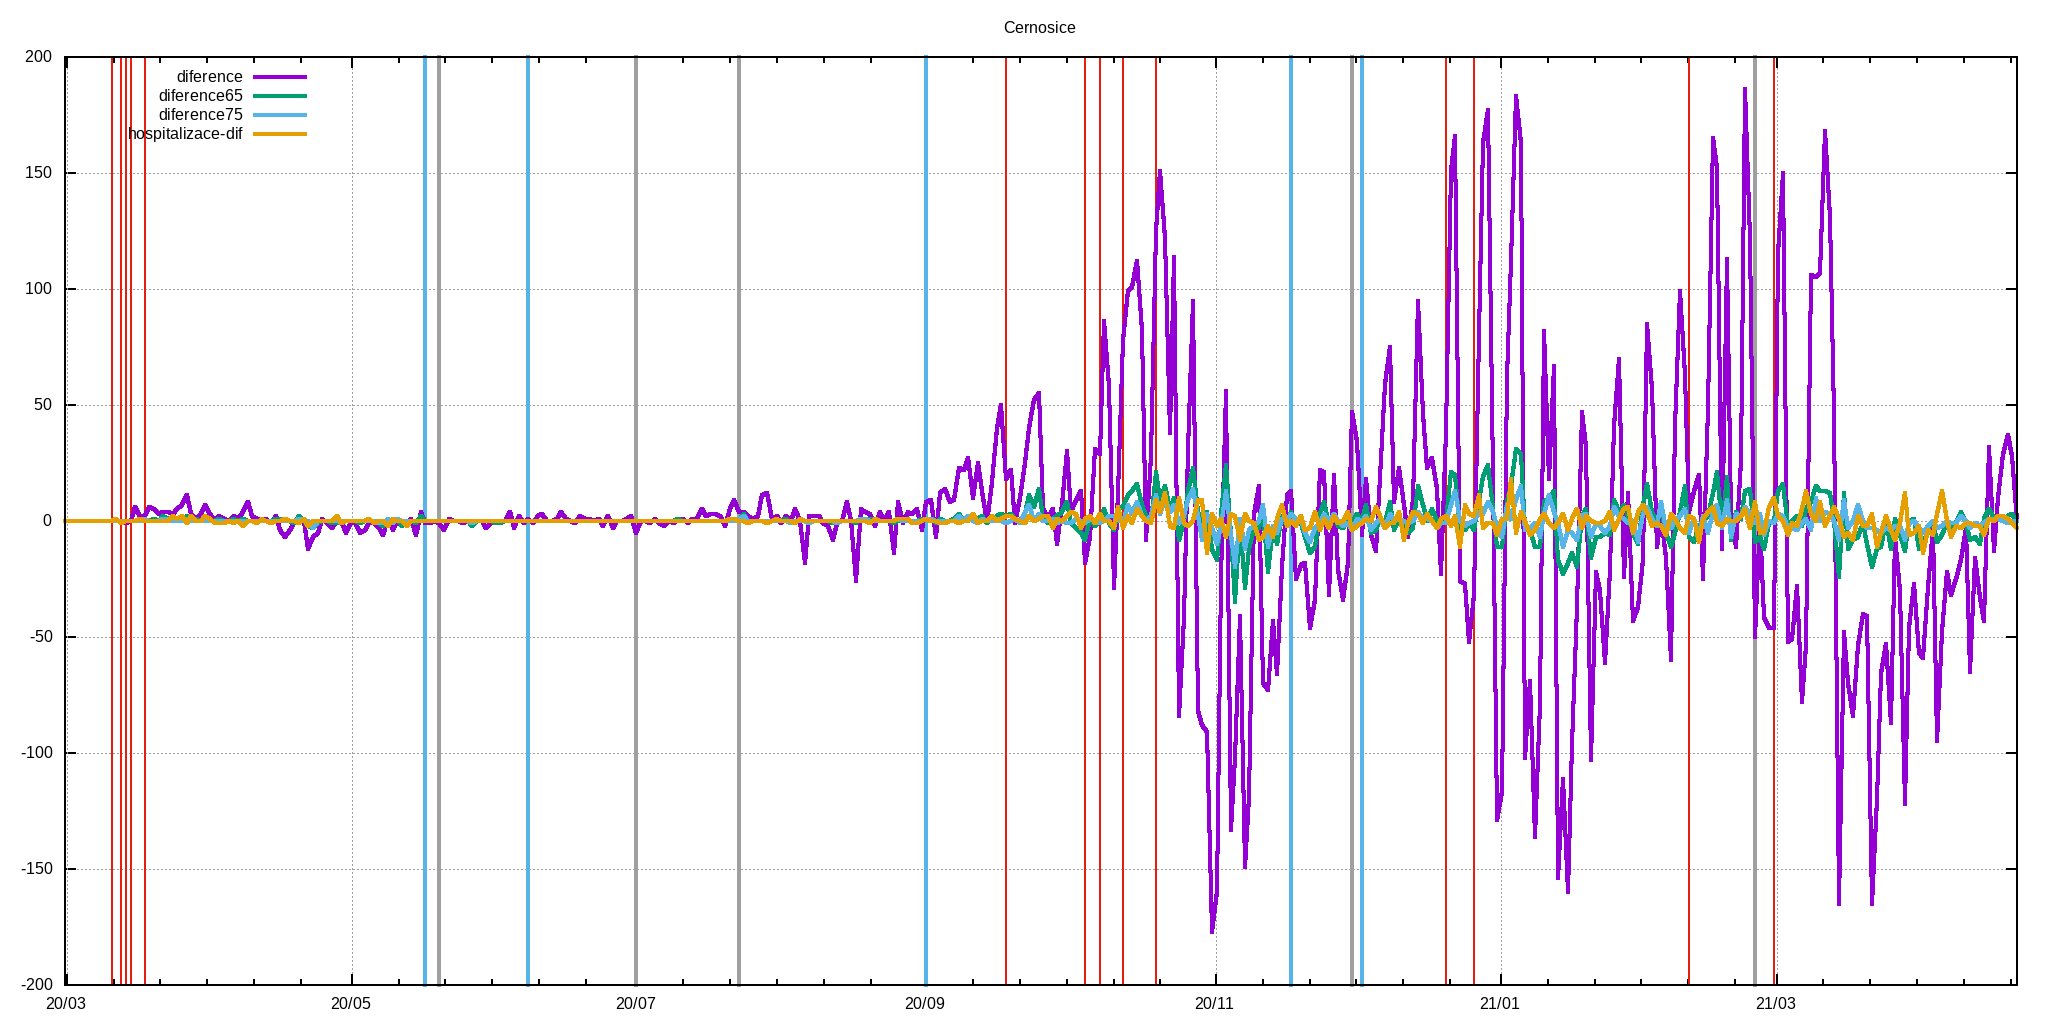 Cernosice
200
150
100
50
0
-50
-100
-150
-200
diference
diference65
diference75
hospitalizace-dif
20/03 20/05 20/07 20/09 20/11 21/01 21/03